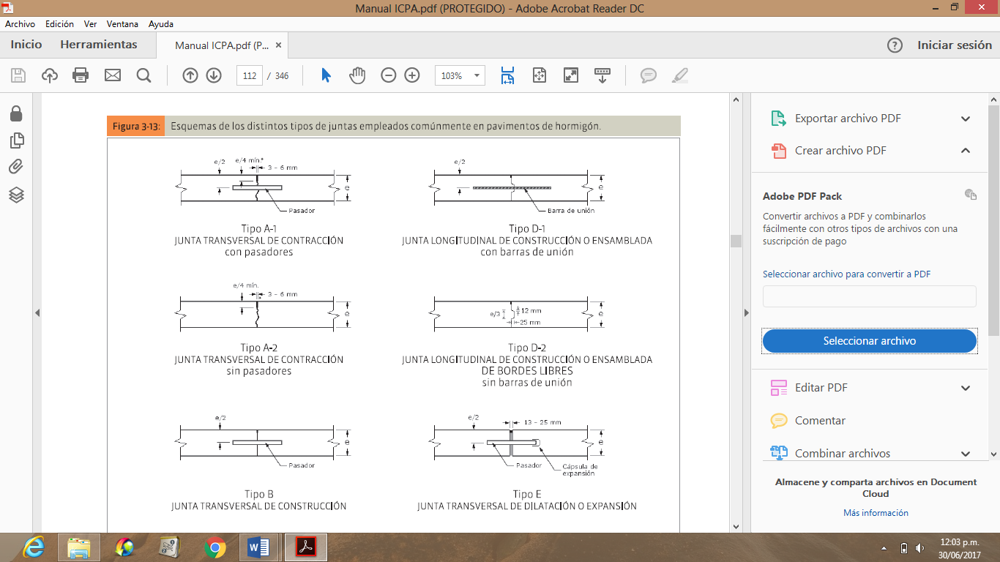 Manual ICPA.pdf (PROTEGIDO) - Adobe Acrobat Reader DC
Archivo Edición Ver Ventana Ayuda
Inicio Herramientas Manual ICPA.pdf (P... × ? Iniciar sesión
112 / 346 103%
Figura 3-13: Esquemas de los distintos tipos de juntas empleados comúnmente en pavimentos de hormigón.
e/2 e/4 mín.* 3 - 6 mm
e
Pasador
Tipo A-1
JUNTA TRANSVERSAL DE CONTRACCIÓN
con pasadores
e/2
e
Barra de unión
Tipo D-1
JUNTA LONGITUDINAL DE CONSTRUCCIÓN O ENSAMBLADA
con barras de unión
e/4 mín.
3 - 6 mm
e
Tipo A-2
JUNTA TRANSVERSAL DE CONTRACCIÓN
sin pasadores
e/3 12 mm
25 mm
e
Tipo D-2
JUNTA LONGITUDINAL DE CONSTRUCCIÓN O ENSAMBLADA
DE BORDES LIBRES
sin barras de unión
e/2
e
Pasador
Tipo B
JUNTA TRANSVERSAL DE CONSTRUCCIÓN
e/2 13 - 25 mm
e
Pasador Cápsula de
expansión
Tipo E
JUNTA TRANSVERSAL DE DILATACIÓN O EXPANSIÓN
Exportar archivo PDF
Crear archivo PDF
Adobe PDF Pack
Convertir archivos a PDF y combinarlos
fácilmente con otros tipos de archivos con una
suscripción de pago
Seleccionar archivo para convertir a PDF
Seleccionar archivo
Editar PDF
Comentar
Combinar archivos
Almacene y comparta archivos en Document
Cloud
Más información
12:03 p.m.
30/06/2017